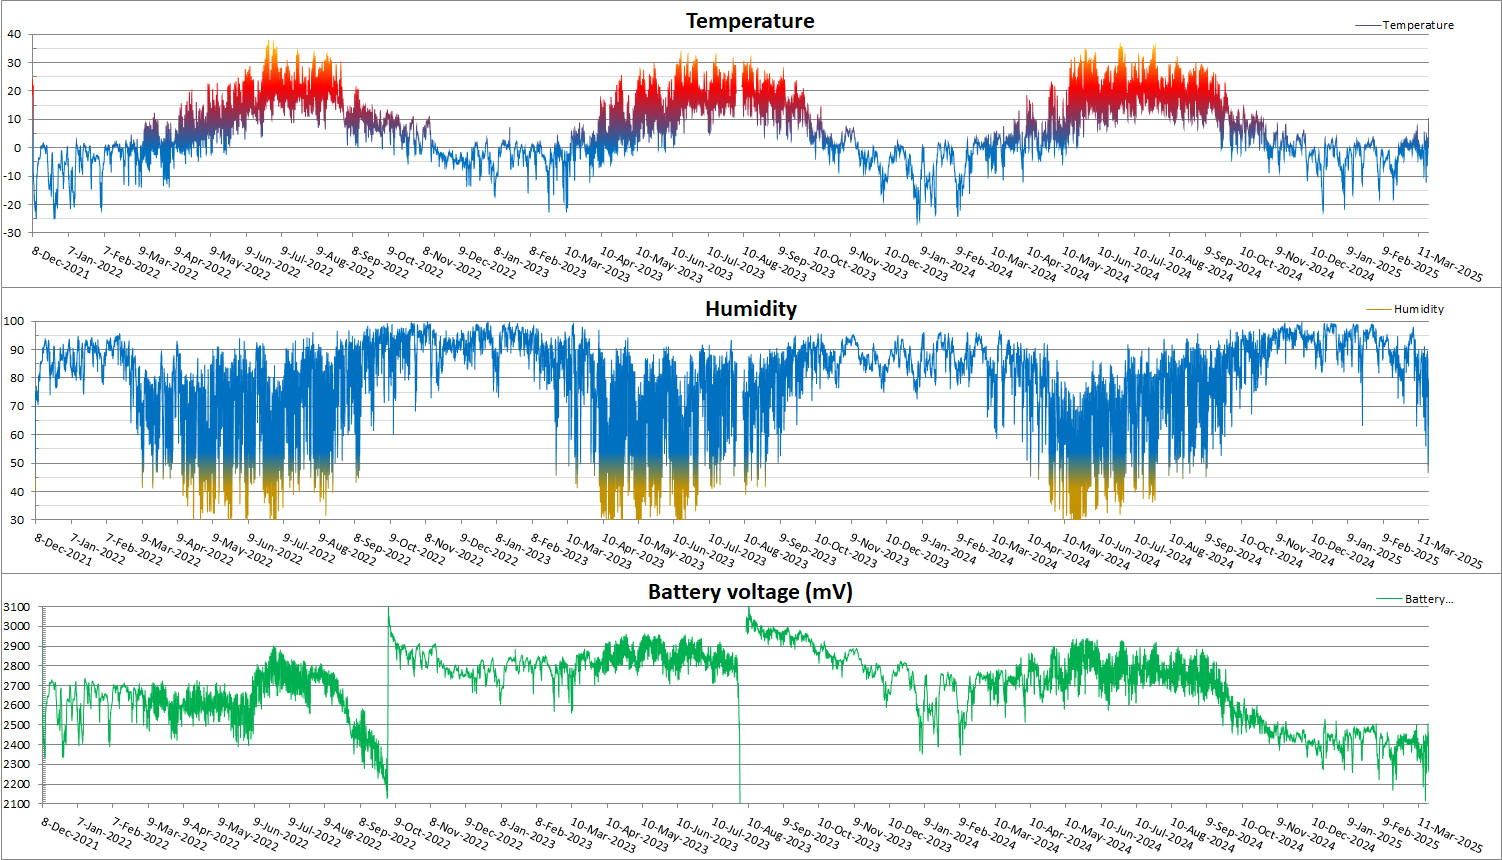 Temperature
Temperature
40
30
20
10
0
-10
-20
-30
8-Dec-2021
7-Jan-2022
7-Feb-2022
9-Mar-2022
9-Apr-2022
9-May-2022
9-Jun-2022
9-Jul-2022
9-Aug-2022
8-Sep-2022
9-Oct-2022
8-Nov-2022
9-Dec-2022
8-Jan-2023
8-Feb-2023
10-Mar-2023
10-Apr-2023
10-May-2023
10-Jun-2023
10-Jul-2023
10-Aug-2023
9-Sep-2023
10-Oct-2023
9-Nov-2023
10-Dec-2023
9-Jan-2024
9-Feb-2024
10-Mar-2024
10-Apr-2024
10-May-2024
10-Jun-2024
10-Jul-2024
10-Aug-2024
9-Sep-2024
10-Oct-2024
9-Nov-2024
10-Dec-2024
9-Jan-2025
9-Feb-2025
11-Mar-2025
Humidity
Humidity
100
90
80
70
60
50
40
30
8-Dec-2021
7-Jan-2022
7-Feb-2022
9-Mar-2022
9-Apr-2022
9-May-2022
9-Jun-2022
9-Jul-2022
9-Aug-2022
8-Sep-2022
9-Oct-2022
8-Nov-2022
9-Dec-2022
8-Jan-2023
8-Feb-2023
10-Mar-2023
10-Apr-2023
10-May-2023
10-Jun-2023
10-Jul-2023
10-Aug-2023
9-Sep-2023
10-Oct-2023
9-Nov-2023
10-Dec-2023
9-Jan-2024
9-Feb-2024
10-Mar-2024
10-Apr-2024
10-May-2024
10-Jun-2024
10-Jul-2024
10-Aug-2024
9-Sep-2024
10-Oct-2024
9-Nov-2024
10-Dec-2024
9-Jan-2025
9-Feb-2025
11-Mar-2025
Battery voltage (mV)
Battery...
3100
3000
2900
2800
2700
2600
2500
2400
2300
2200
2100
8-Dec-2021
7-Jan-2022
7-Feb-2022
9-Mar-2022
9-Apr-2022
9-May-2022
9-Jun-2022
9-Jul-2022
9-Aug-2022
8-Sep-2022
9-Oct-2022
8-Nov-2022
9-Dec-2022
8-Jan-2023
8-Feb-2023
10-Mar-2023
10-Apr-2023
10-May-2023
10-Jun-2023
10-Jul-2023
10-Aug-2023
9-Sep-2023
10-Oct-2023
9-Nov-2023
10-Dec-2023
9-Jan-2024
9-Feb-2024
10-Mar-2024
10-Apr-2024
10-May-2024
10-Jun-2024
10-Jul-2024
10-Aug-2024
9-Sep-2024
10-Oct-2024
9-Nov-2024
10-Dec-2024
9-Jan-2025
9-Feb-2025
11-Mar-2025